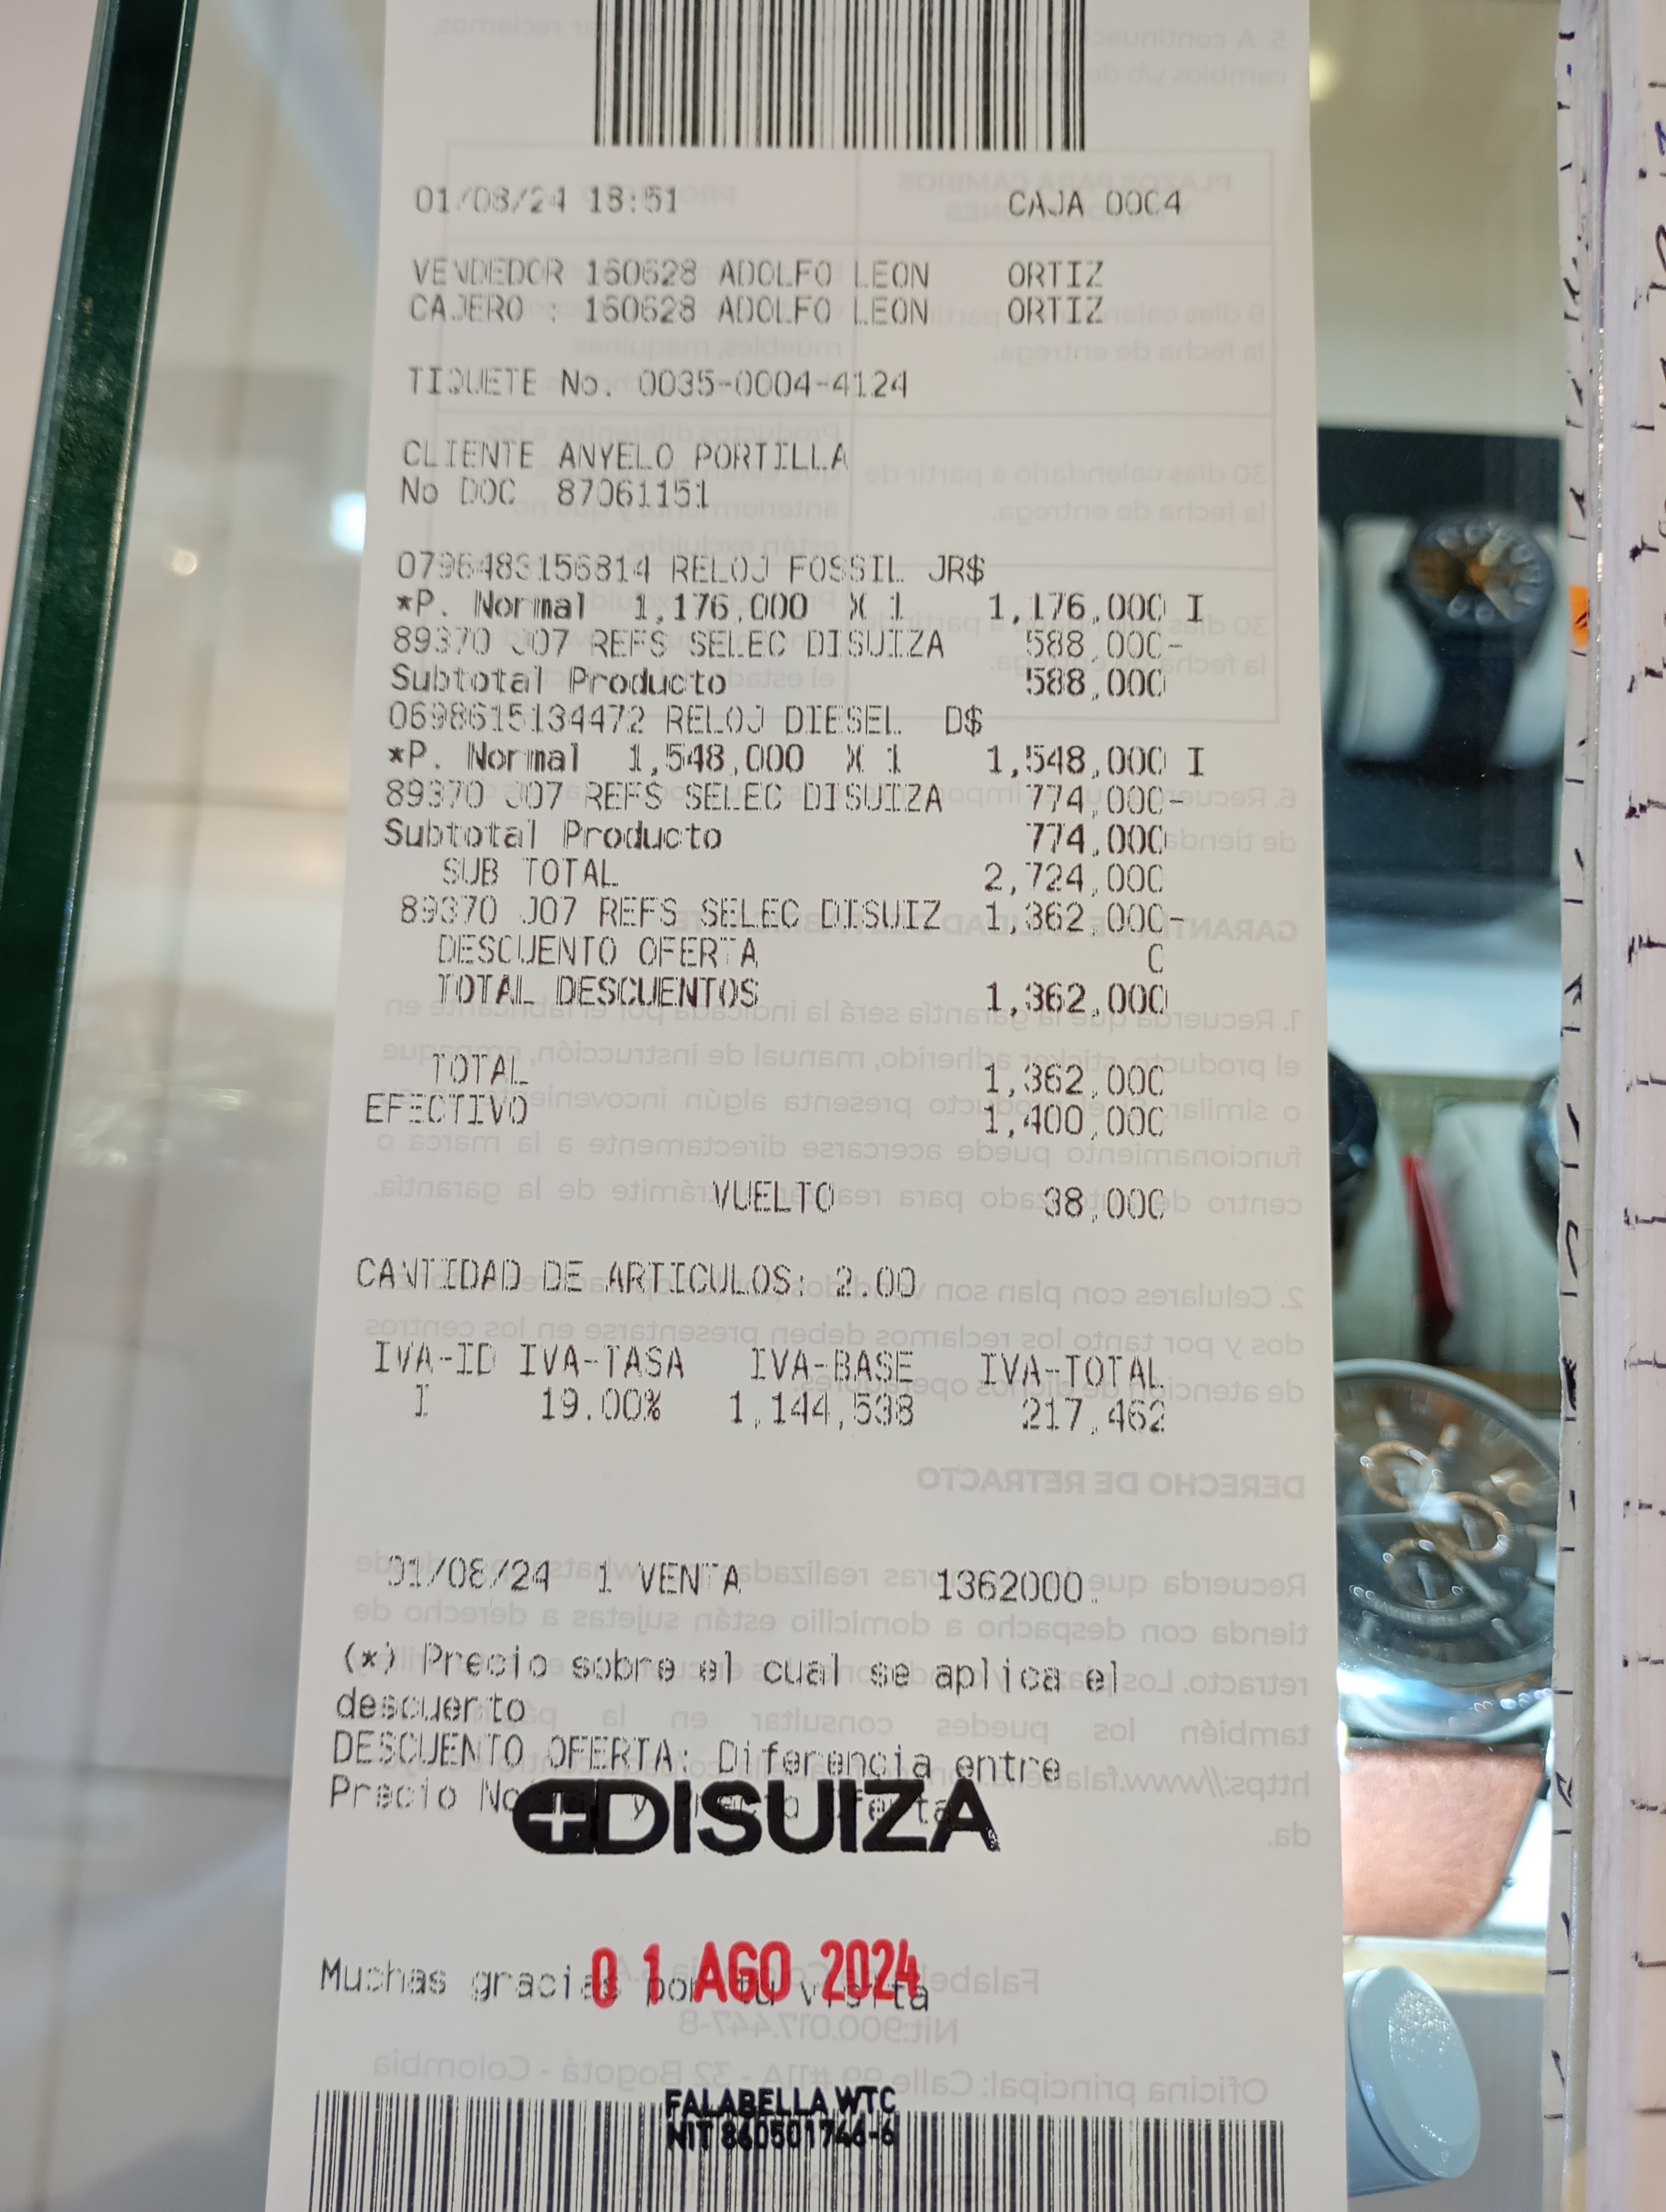 01/08/24 18:51 CAJA 0004
VENDEDOR 160628 ADOLFO LEON ORTIZ
CAJERO : 160628 ADOLFO LEON ORTIZ
TIQUETE No. 0035-0004-4124
CLIENTE ANYELO PORTILLA
No DOC 87061151
0796483156814 RELOJ FOSSIL JR$
*P. Normal 1,176,000 X 1 1,176,000 I
89370 J07 REFS SELEC DISUIZA 588,000-
Subtotal Producto 588,000
0698615134472 RELOJ DIESEL D$
*P. Normal 1,548,000 X 1 1,548,000 I
89370 J07 REFS SELEC DISUIZA 774,000-
Subtotal Producto 774,000
SUB TOTAL 2,724,000
89370 J07 REFS SELEC DISUIZ 1,362,000-
DESCUENTO OFERTA 0
TOTAL DESCUENTOS 1,362,000
TOTAL 1,362,000
EFECTIVO 1,400,000
VUELTO 38,000
CANTIDAD DE ARTICULOS: 2.00
IVA-ID IVA-TASA IVA-BASE IVA-TOTAL
I 19.00% 1,144,538 217,462
01/08/24 1 VENTA 1362000.
(*) Precio sobre el cual se aplica el
descuento
DESCUENTO OFERTA: Diferencia entre
Precio
DISUIZA
Muchas gracias por tu visita
01 AGO 2024
FALABELLA WTC
NIT 860501746-6